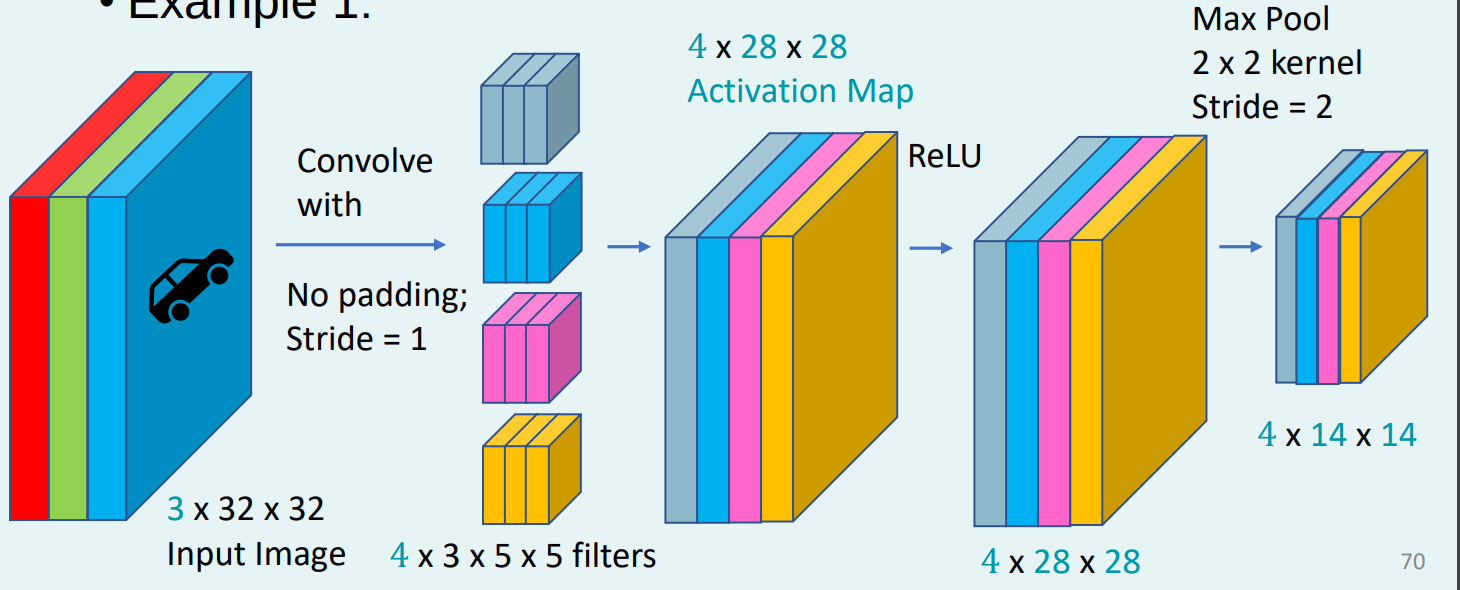 • Example 1:
Convolve
with
No padding;
Stride = 1
3 x 32 x 32
Input Image
4 x 3 x 5 x 5 filters
4 x 28 x 28
Activation Map
ReLU
4 x 28 x 28
Max Pool
2 x 2 kernel
Stride = 2
4 x 14 x 14
70